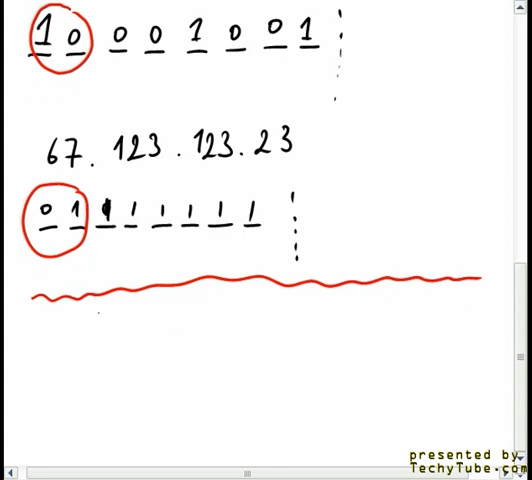 1 0 0 0 1 0 0 1
67.123.123.23
0 1 1 1 1 1 1 1
presented by
TechyTube.com